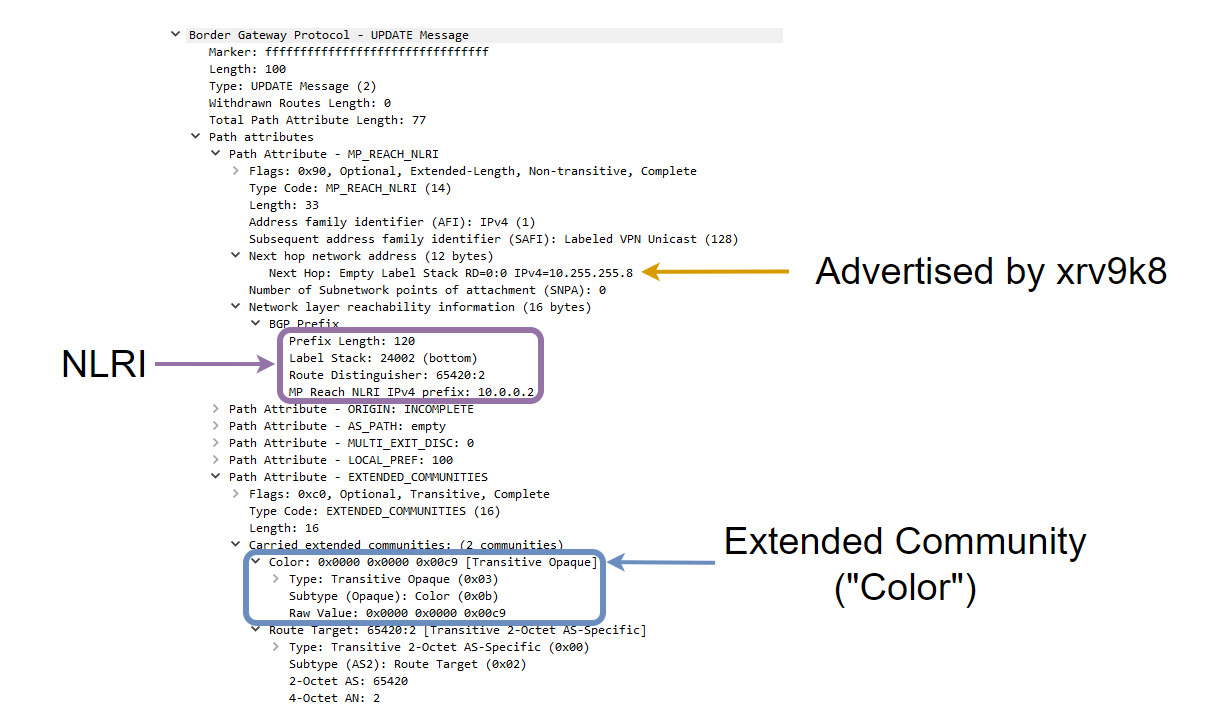 Border Gateway Protocol - UPDATE Message
Marker: ffffffffffffffffffffffffffffffff
Length: 100
Type: UPDATE Message (2)
Withdrawn Routes Length: 0
Total Path Attribute Length: 77
Path attributes
Path Attribute - MP_REACH_NLRI
Flags: 0x90, Optional, Extended-Length, Non-transitive, Complete
Type Code: MP_REACH_NLRI (14)
Length: 33
Address family identifier (AFI): IPv4 (1)
Subsequent address family identifier (SAFI): Labeled VPN Unicast (128)
Next hop network address (12 bytes)
Next Hop: Empty Label Stack RD=0:0 IPv4=10.255.255.8
Advertised by xrv9k8
Number of Subnetwork points of attachment (SNPA): 0
Network layer reachability information (16 bytes)
BGP Prefix
Prefix Length: 120
Label Stack: 24002 (bottom)
NLRI
Route Distinguisher: 65420:2
MP Reach NLRI IPv4 prefix: 10.0.0.2
Path Attribute - ORIGIN: INCOMPLETE
Path Attribute - AS_PATH: empty
Path Attribute - MULTI_EXIT_DISC: 0
Path Attribute - LOCAL_PREF: 100
Path Attribute - EXTENDED_COMMUNITIES
Flags: 0xc0, Optional, Transitive, Complete
Type Code: EXTENDED_COMMUNITIES (16)
Length: 16
Carried extended communities: (2 communities)
Extended Community
("Color")
Color: 0x0000 0x0000 0x00c9 [Transitive Opaque]
Type: Transitive Opaque (0x03)
Subtype (Opaque): Color (0x0b)
Raw Value: 0x0000 0x0000 0x00c9
Route Target: 65420:2 [Transitive 2-Octet AS-Specific]
Type: Transitive 2-Octet AS-Specific (0x00)
Subtype (AS2): Route Target (0x02)
2-Octet AS: 65420
4-Octet AN: 2